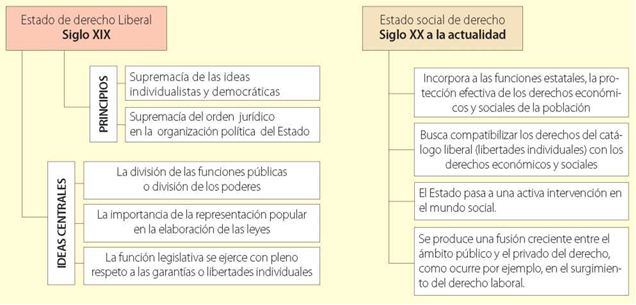 Estado de derecho Liberal
Siglo XIX
PRINCIPIOS
Supremacía de las ideas
individualistas y democráticas
Supremacía del orden jurídico
en la organización política del Estado
IDEAS CENTRALES
La división de las funciones públicas
o división de los poderes
La importancia de la representación popular
en la elaboración de las leyes
La función legislativa se ejerce con pleno
respeto a las garantías o libertades individuales
Estado social de derecho
Siglo XX a la actualidad
Incorpora a las funciones estatales, la pro-
tección efectiva de los derechos económi-
cos y sociales de la población
Busca compatibilizar los derechos del catá-
logo liberal (libertades individuales) con los
derechos económicos y sociales
El Estado pasa a una activa intervención en
el mundo social.
Se produce una fusión creciente entre el
ámbito público y el privado del derecho,
como ocurre por ejemplo, en el surgimien-
to del derecho laboral.